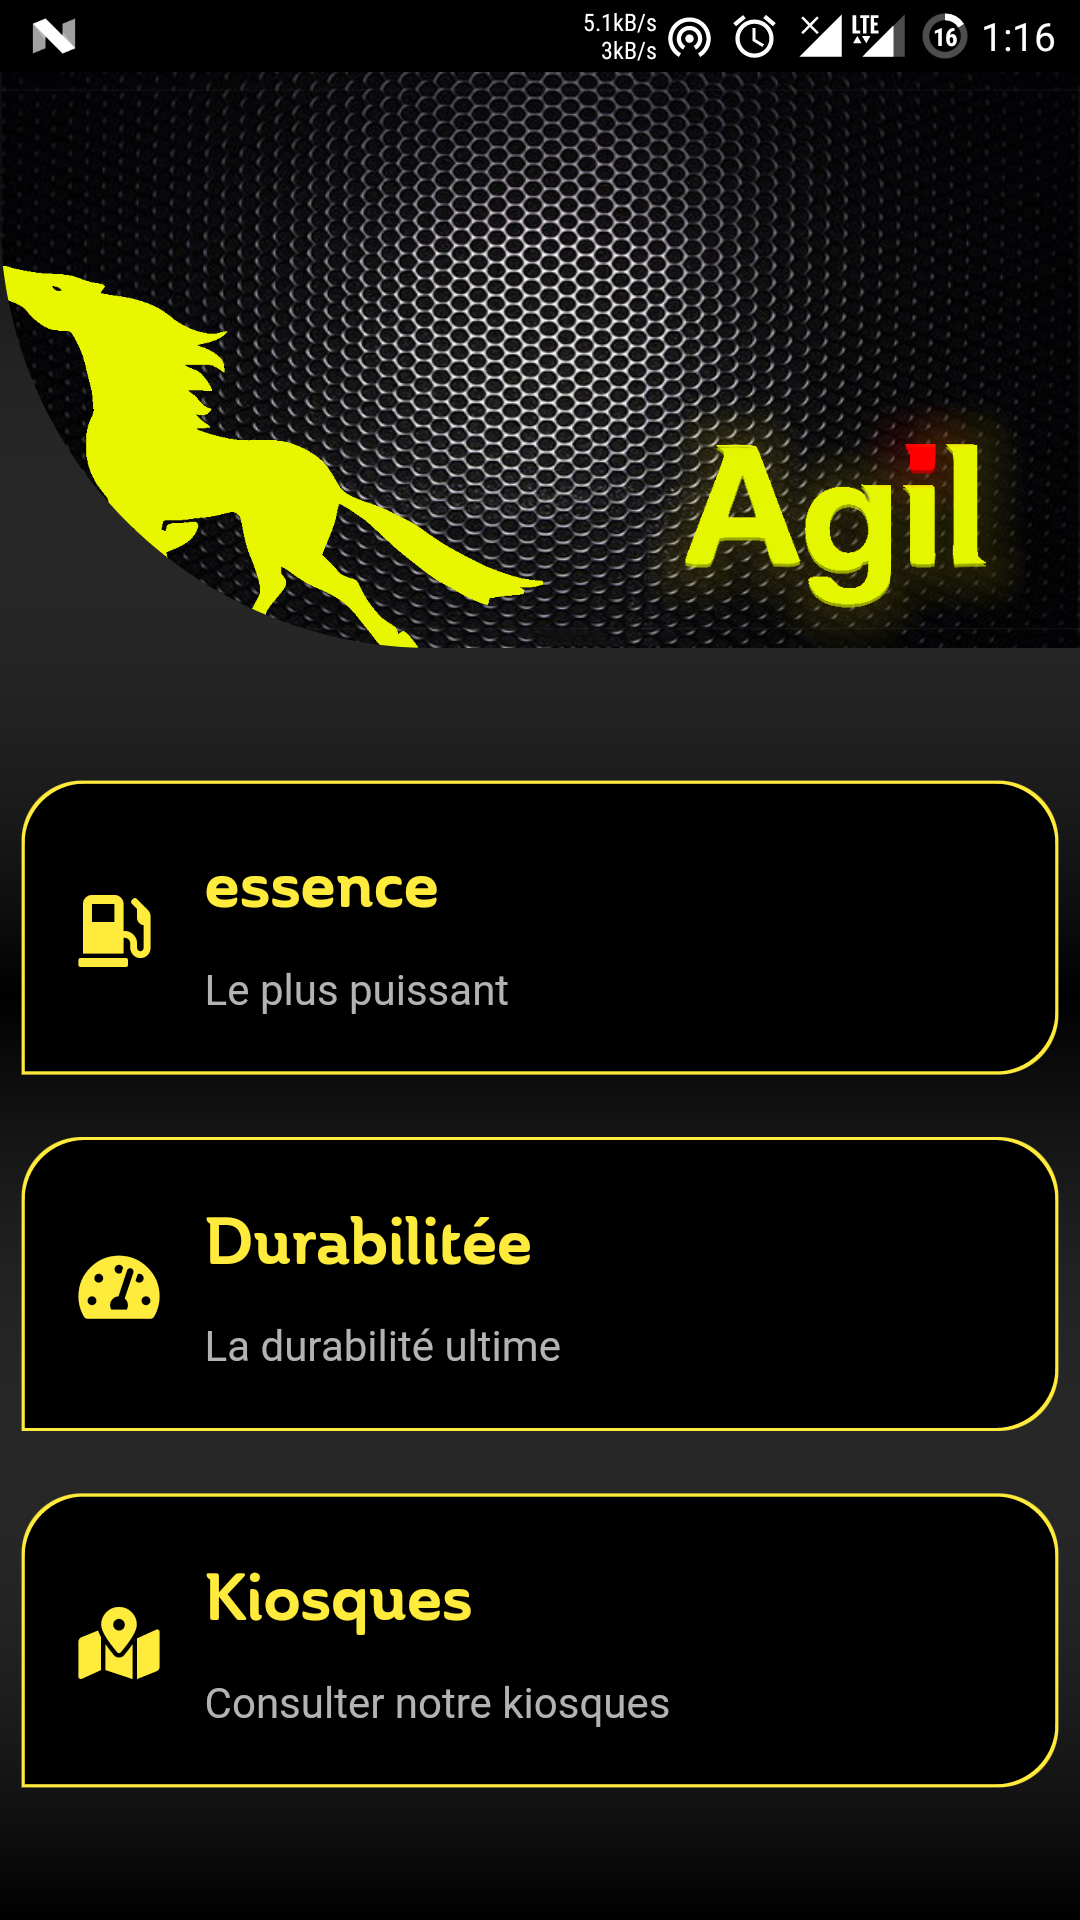 5.1kB/s
3kB/s
LTE
16
1:16
Agil
essence
Le plus puissant
Durabilitée
La durabilité ultime
Kiosques
Consulter notre kiosques